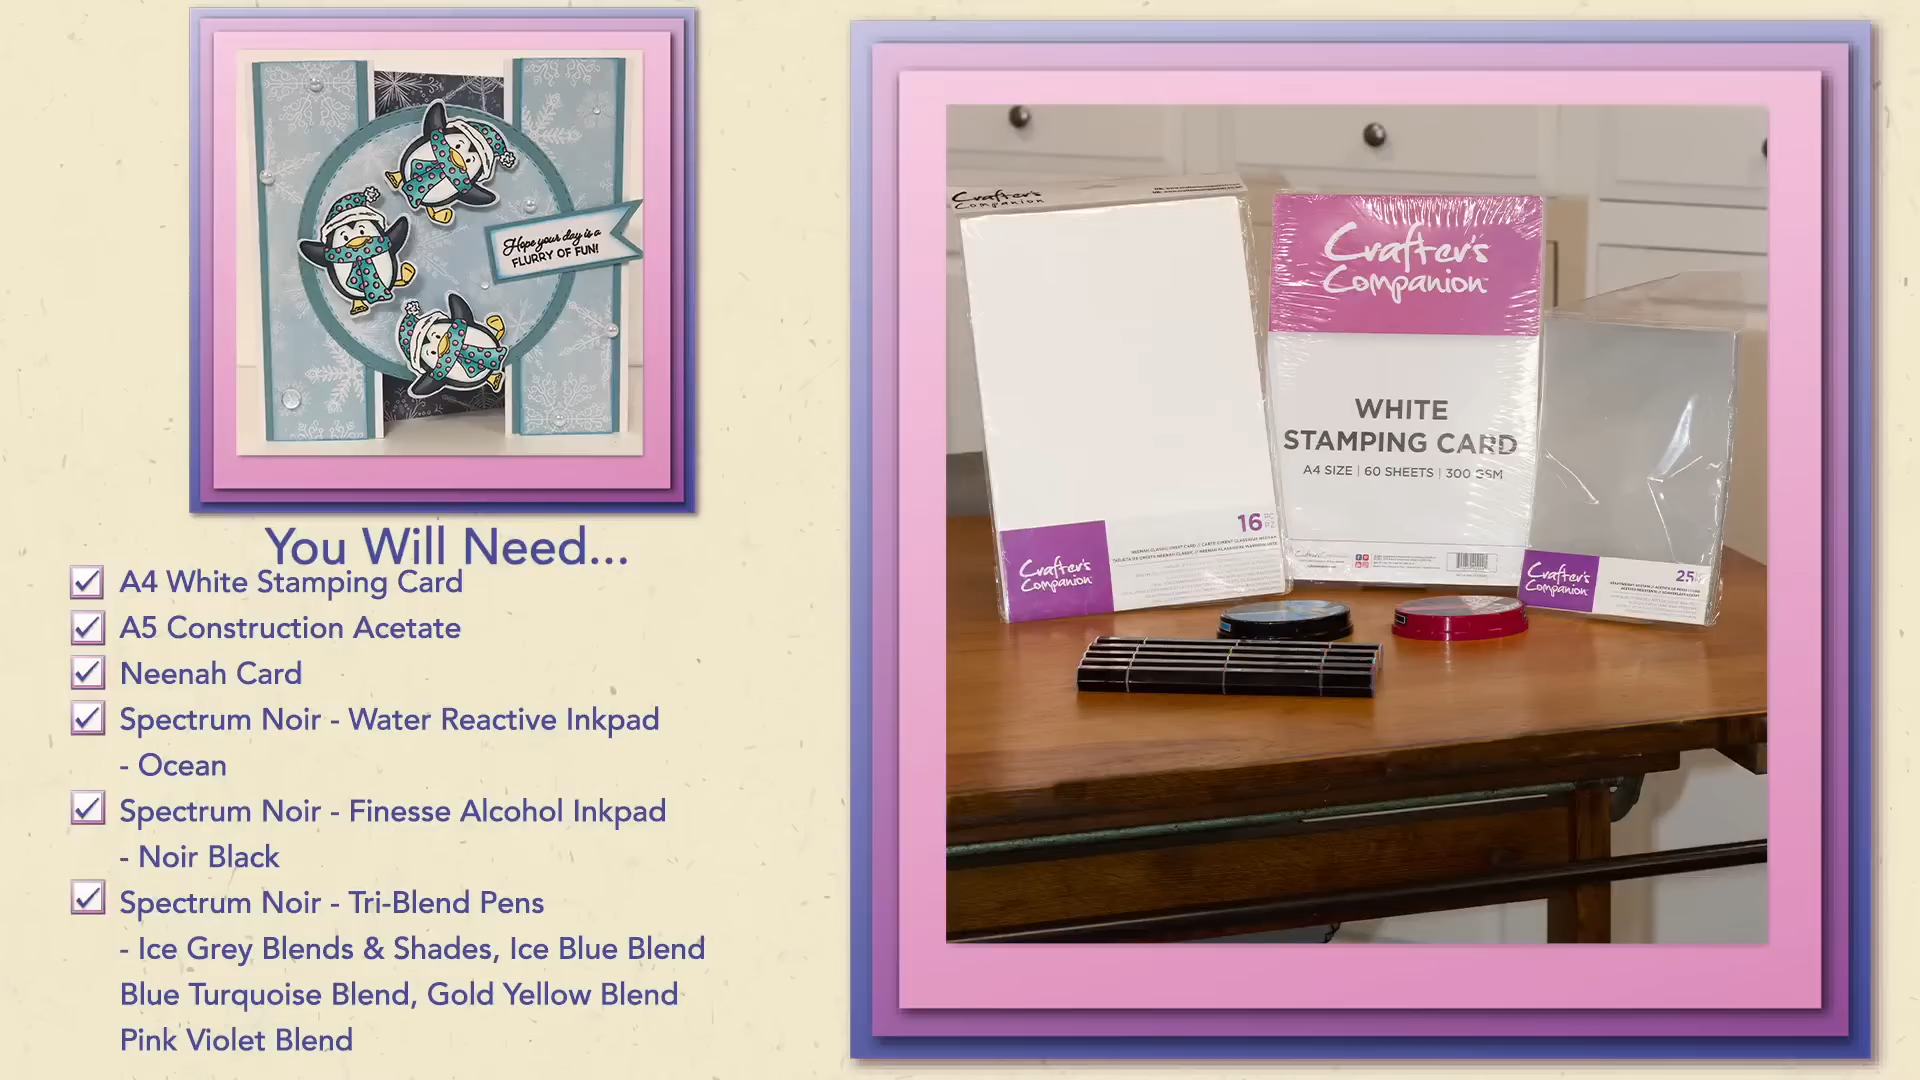 Hope your day is a
FLURRY OF FUN!
You Will Need...
A4 White Stamping Card
A5 Construction Acetate
Neenah Card
Spectrum Noir - Water Reactive Inkpad
- Ocean
Spectrum Noir - Finesse Alcohol Inkpad
- Noir Black
Spectrum Noir - Tri-Blend Pens
- Ice Grey Blends & Shades, Ice Blue Blend
Blue Turquoise Blend, Gold Yellow Blend
Pink Violet Blend
Crafter's
Companion
16
Crafter's
Companion
Crafter's
Companion
WHITE
STAMPING CARD
A4 SIZE | 60 SHEETS | 300 GSM
Crafter's
Companion
25